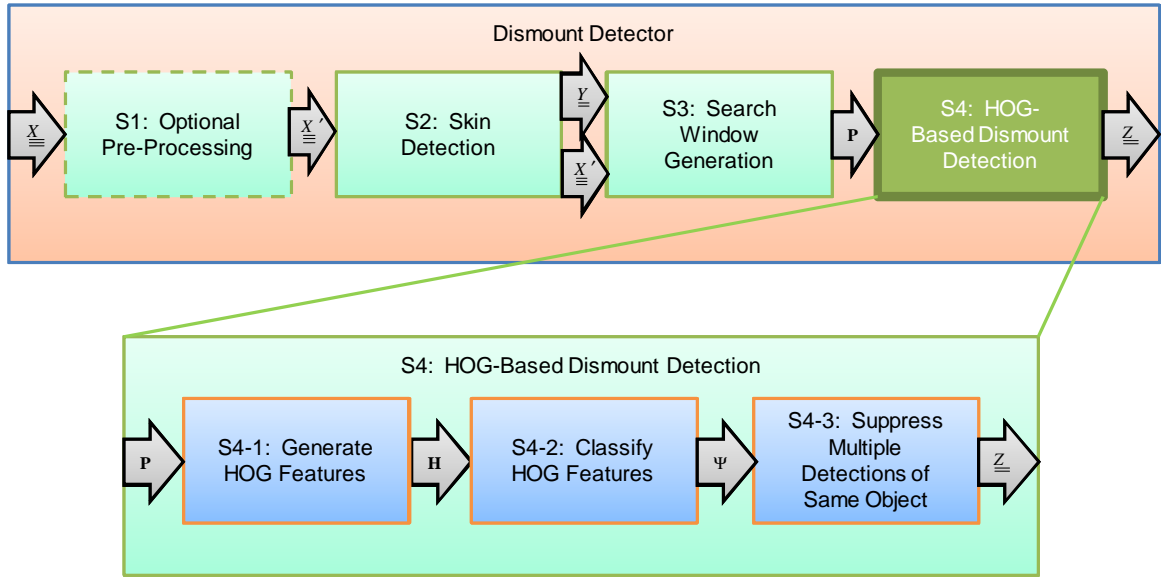 Dismount Detector
X
S1: Optional
Pre-Processing
X′
S2: Skin
Detection
Y
X′
S3: Search
Window
Generation
P
S4: HOG-
Based Dismount
Detection
Z
S4: HOG-Based Dismount Detection
P
S4-1: Generate
HOG Features
H
S4-2: Classify
HOG Features
Ψ
S4-3: Suppress
Multiple
Detections of
Same Object
Z